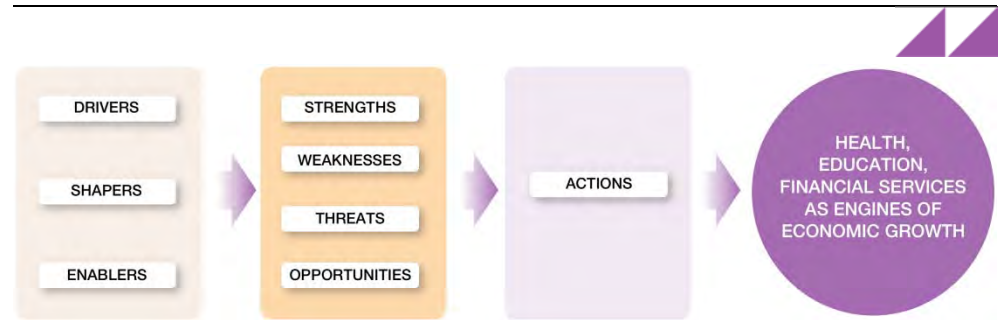 DRIVERS
SHAPERS
ENABLERS
STRENGTHS
WEAKNESSES
THREATS
OPPORTUNITIES
ACTIONS
HEALTH,
EDUCATION,
FINANCIAL SERVICES
AS ENGINES OF
ECONOMIC GROWTH